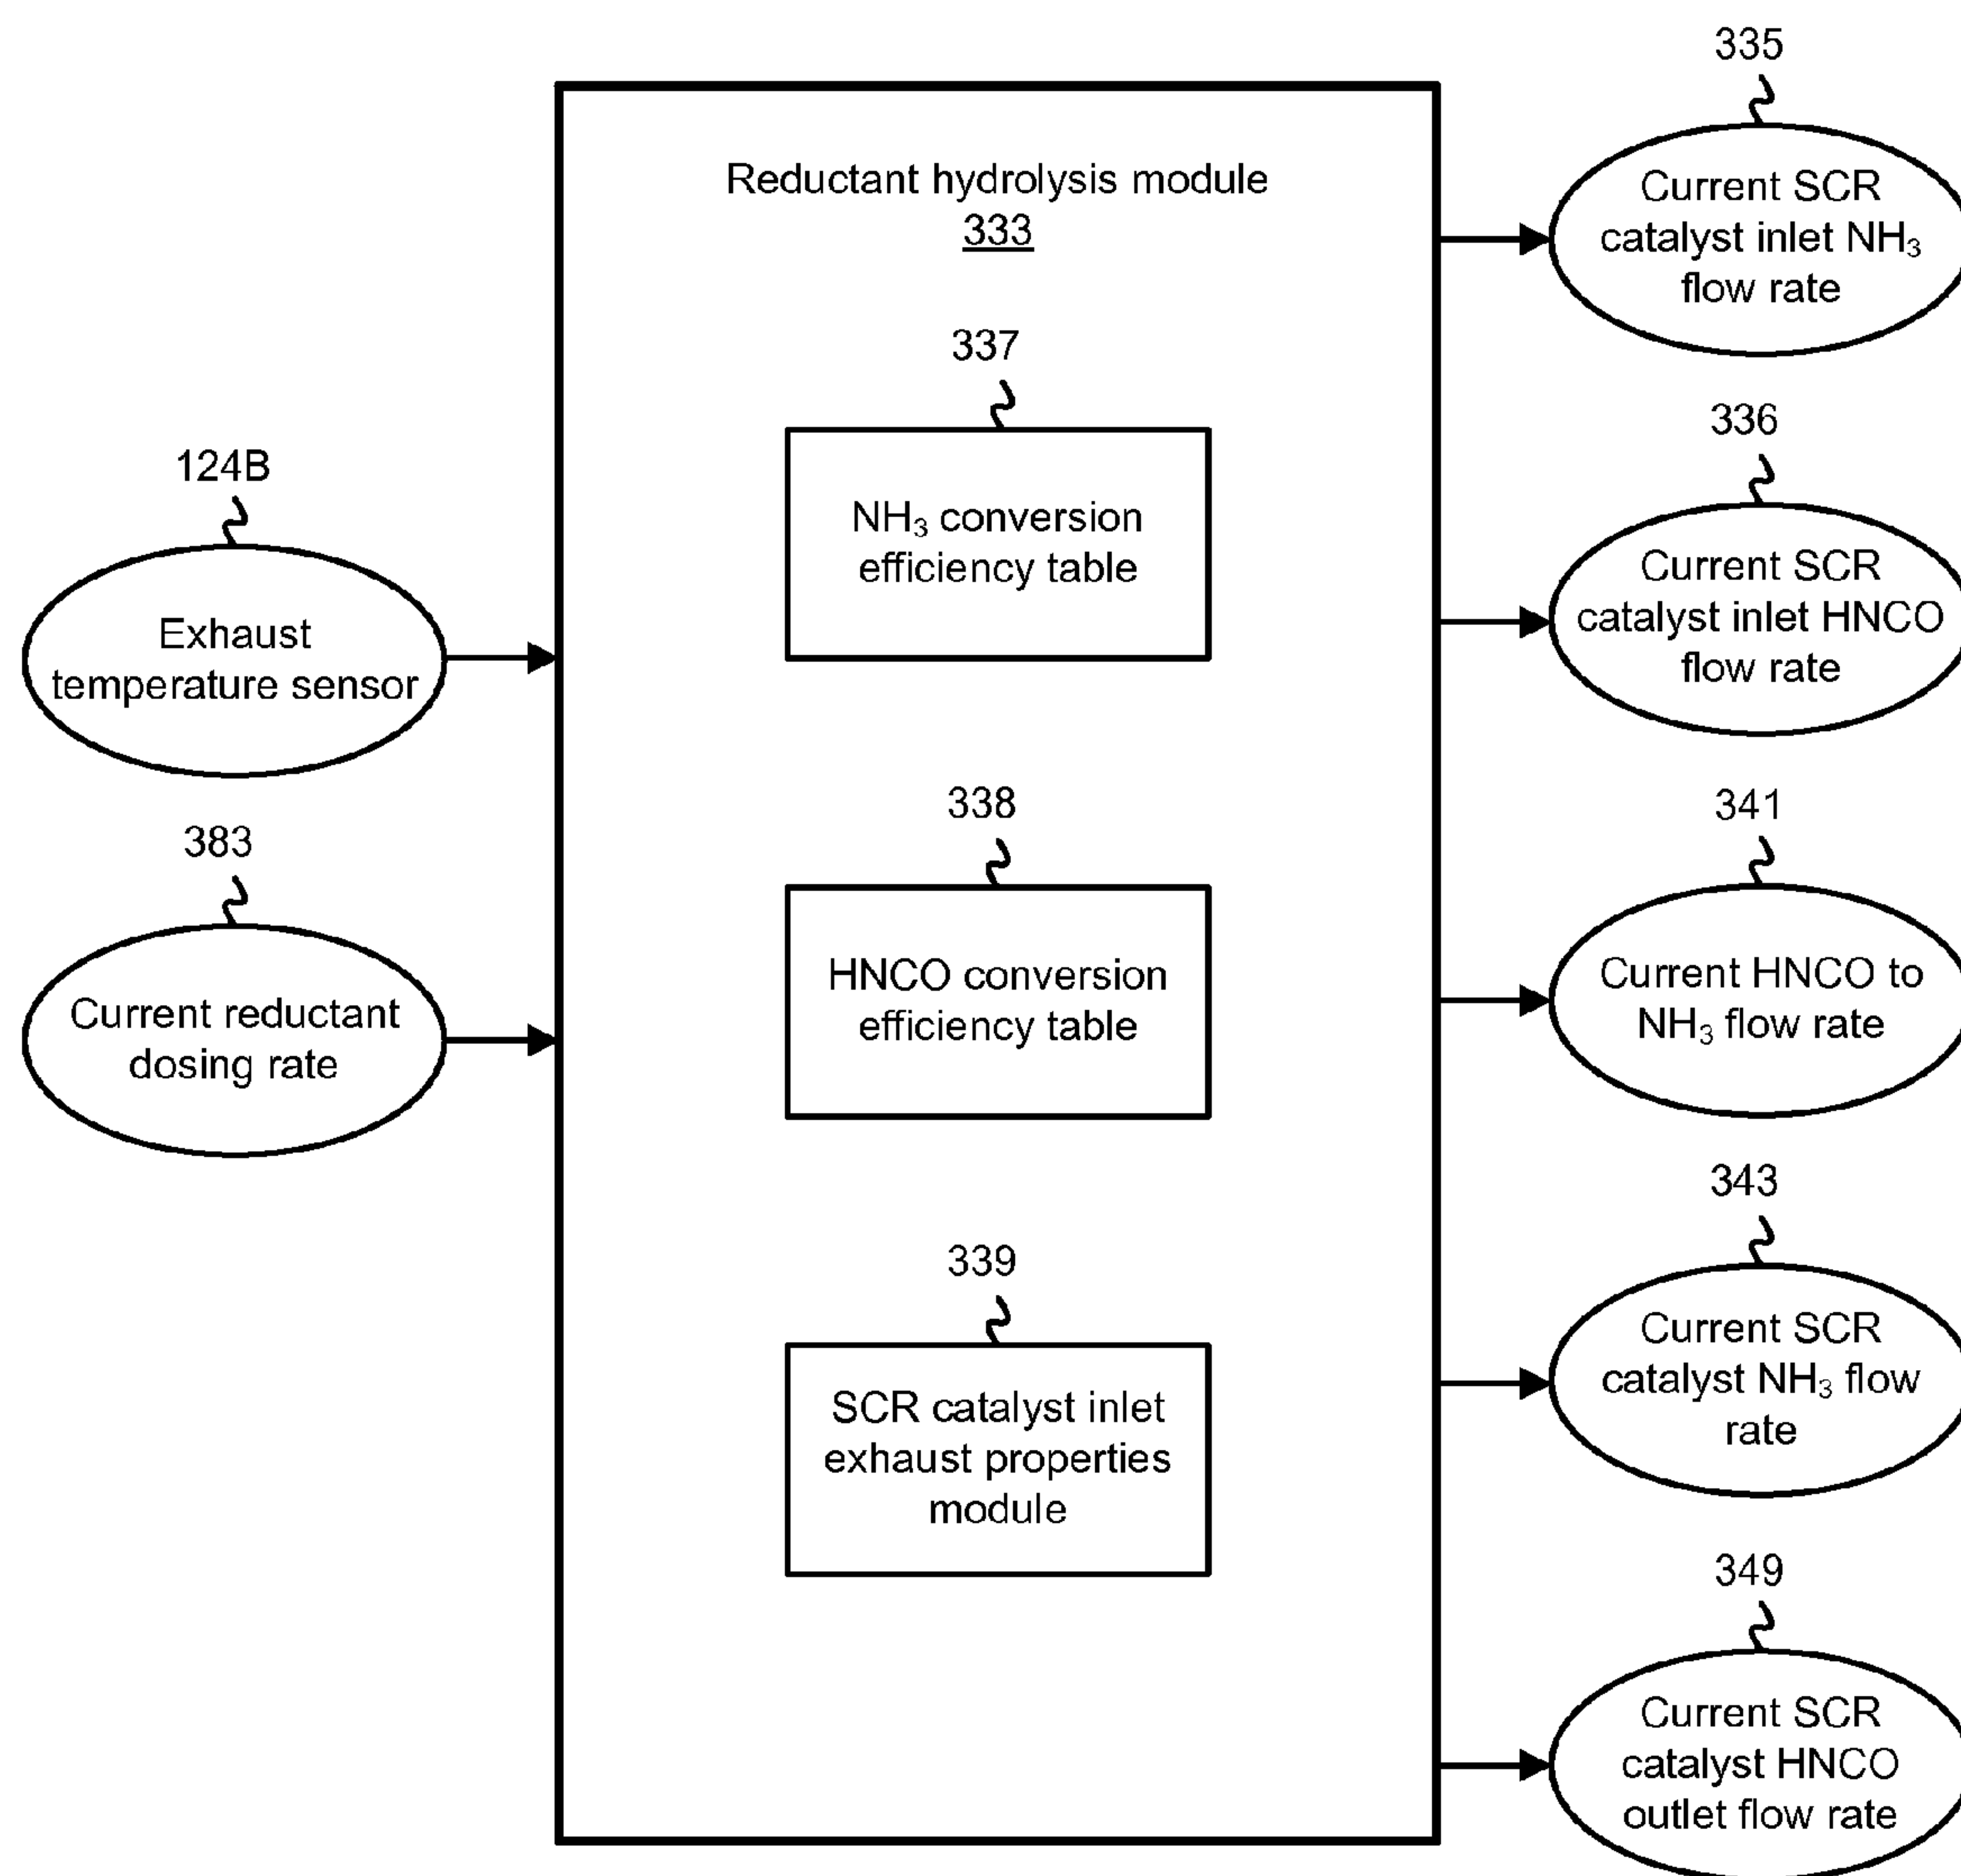 335
Current SCR
catalyst inlet NH₃
flow rate
Reductant hydrolysis module
333
337
NH₃ conversion
efficiency table
336
Current SCR
catalyst inlet HNCO
flow rate
124B
Exhaust
temperature sensor
338
HNCO conversion
efficiency table
341
Current HNCO to
NH₃ flow rate
383
Current reductant
dosing rate
339
SCR catalyst inlet
exhaust properties
module
343
Current SCR
catalyst NH₃ flow
rate
349
Current SCR
catalyst HNCO
outlet flow rate